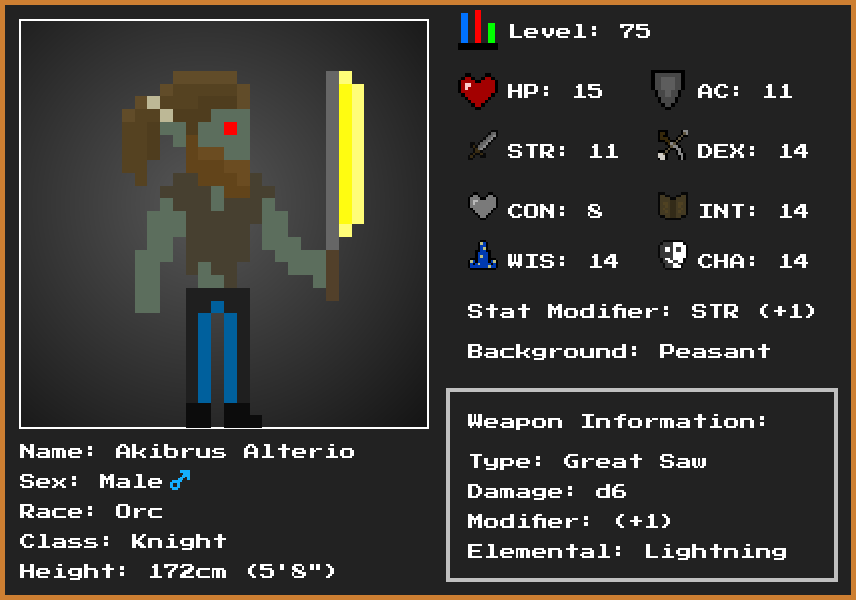 Level: 75
HP: 15
AC: 11
STR: 11
DEX: 14
CON: 8
INT: 14
WIS: 14
CHA: 14
Stat Modifier: STR (+1)
Background: Peasant
Weapon Information:
Type: Great Saw
Damage: d6
Modifier: (+1)
Elemental: Lightning
Name: Akibrus Alterio
Sex: Male♂
Race: Orc
Class: Knight
Height: 172cm (5'8")